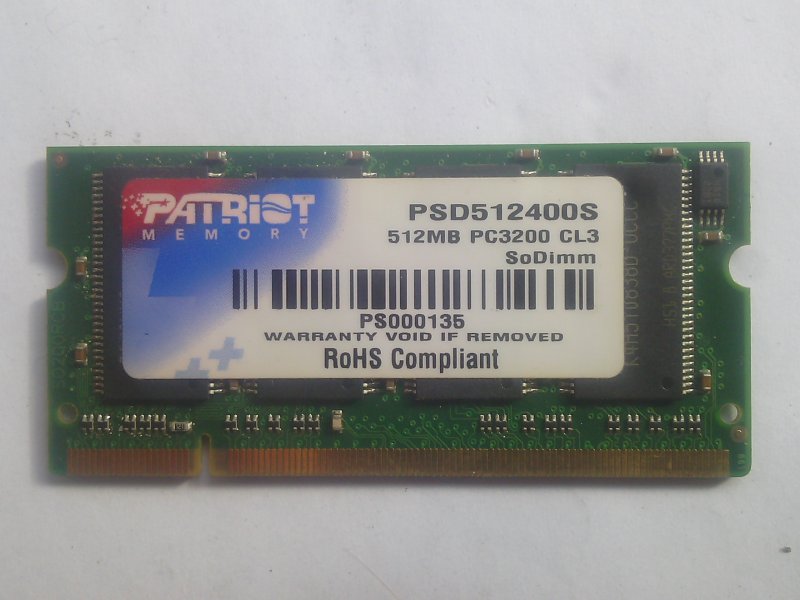 PATRIOT
MEMORY
PSD512400S
512MB PC3200 CL3
SoDimm
PS000135
WARRANTY VOID IF REMOVED
RoHS Compliant